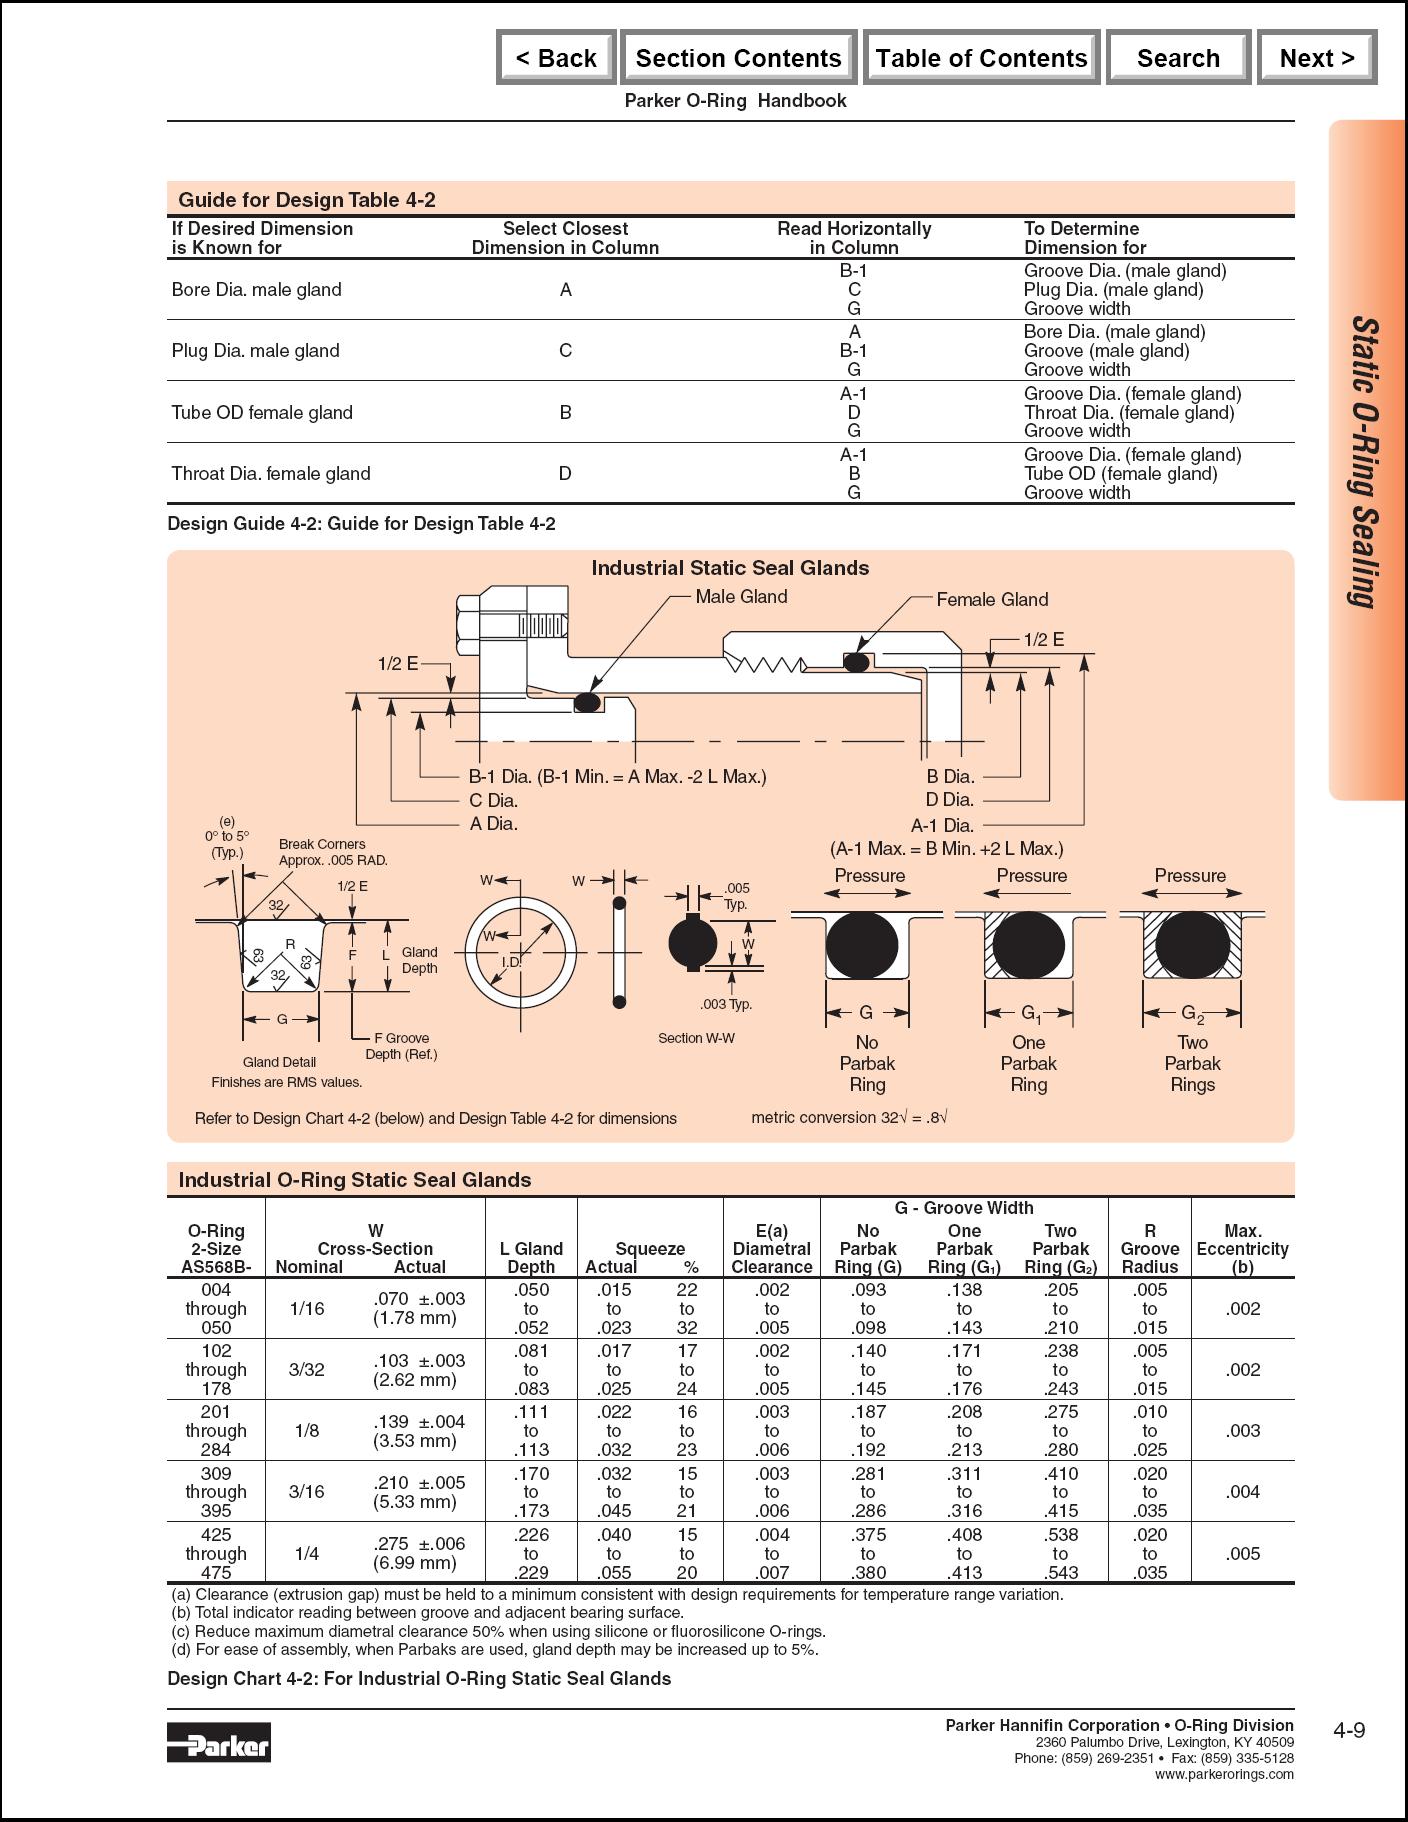 < Back   Section Contents   Table of Contents   Search   Next >
Parker O-Ring Handbook
Static O-Ring Sealing
Guide for Design Table 4-2
If Desired Dimension is Known for   Select Closest Dimension in Column   Read Horizontally in Column   To Determine Dimension for
Bore Dia. male gland   A   B-1   Groove Dia. (male gland)
C   Plug Dia. (male gland)
G   Groove width
Plug Dia. male gland   C   A   Bore Dia. (male gland)
B-1   Groove (male gland)
G   Groove width
Tube OD female gland   B   A-1   Groove Dia. (female gland)
D   Throat Dia. (female gland)
G   Groove width
Throat Dia. female gland   D   A-1   Groove Dia. (female gland)
B   Tube OD (female gland)
G   Groove width
Design Guide 4-2: Guide for Design Table 4-2
Industrial Static Seal Glands
Male Gland
Female Gland
1/2 E
1/2 E
B-1 Dia. (B-1 Min. = A Max. -2 L Max.)
C Dia.
A Dia.
B Dia.
D Dia.
A-1 Dia.
(A-1 Max. = B Min. +2 L Max.)
(e)
0° to 5°
(Typ.)
Break Corners
Approx. .005 RAD.
1/2 E
32
63
R
63
32
F
L
Gland
Depth
G
F Groove
Depth (Ref.)
Gland Detail
Finishes are RMS values.
W
W
I.D.
W
.005
Typ.
W
.003 Typ.
Section W-W
Pressure   Pressure   Pressure
G   G1   G2
No   One   Two
Parbak   Parbak   Parbak
Ring   Ring   Rings
Refer to Design Chart 4-2 (below) and Design Table 4-2 for dimensions   metric conversion 32√ = .8√
Industrial O-Ring Static Seal Glands
G - Groove Width
O-Ring   W   E(a)   No   One   Two   R   Max.
2-Size   Cross-Section   L Gland   Squeeze   Diametral   Parbak   Parbak   Parbak   Groove   Eccentricity
AS568B-   Nominal   Actual   Depth   Actual   %   Clearance   Ring (G)   Ring (G1)   Ring (G2)   Radius   (b)
004   .050   .015   22   .002   .093   .138   .205   .005
through   1/16   .070 ±.003 (1.78 mm)   to   to   to   to   to   to   to   to   .002
050   .052   .023   32   .005   .098   .143   .210   .015
102   .081   .017   17   .002   .140   .171   .238   .005
through   3/32   .103 ±.003 (2.62 mm)   to   to   to   to   to   to   to   to   .002
178   .083   .025   24   .005   .145   .176   .243   .015
201   .111   .022   16   .003   .187   .208   .275   .010
through   1/8   .139 ±.004 (3.53 mm)   to   to   to   to   to   to   to   to   .003
284   .113   .032   23   .006   .192   .213   .280   .025
309   .170   .032   15   .003   .281   .311   .410   .020
through   3/16   .210 ±.005 (5.33 mm)   to   to   to   to   to   to   to   to   .004
395   .173   .045   21   .006   .286   .316   .415   .035
425   .226   .040   15   .004   .375   .408   .538   .020
through   1/4   .275 ±.006 (6.99 mm)   to   to   to   to   to   to   to   to   .005
475   .229   .055   20   .007   .380   .413   .543   .035
(a) Clearance (extrusion gap) must be held to a minimum consistent with design requirements for temperature range variation.
(b) Total indicator reading between groove and adjacent bearing surface.
(c) Reduce maximum diametral clearance 50% when using silicone or fluorosilicone O-rings.
(d) For ease of assembly, when Parbaks are used, gland depth may be increased up to 5%.
Design Chart 4-2: For Industrial O-Ring Static Seal Glands
Parker
Parker Hannifin Corporation • O-Ring Division
2360 Palumbo Drive, Lexington, KY 40509
Phone: (859) 269-2351 • Fax: (859) 335-5128
www.parkerorings.com
4-9